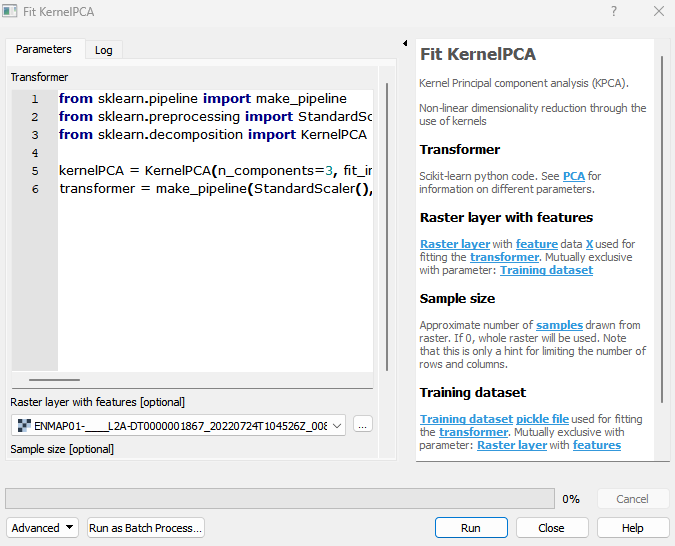 Fit KernelPCA
Parameters
Log
Transformer
1 from sklearn.pipeline import make_pipeline
2 from sklearn.preprocessing import StandardSc
3 from sklearn.decomposition import KernelPCA
4
5 kernelPCA = KernelPCA(n_components=3, fit_in
6 transformer = make_pipeline(StandardScaler(),
Raster layer with features [optional]
ENMAP01-____L2A-DT0000001867_20220724T104526Z_008
...
Sample size [optional]
Fit KernelPCA
Kernel Principal component analysis (KPCA).
Non-linear dimensionality reduction through the
use of kernels
Transformer
Scikit-learn python code. See PCA for
information on different parameters.
Raster layer with features
Raster layer with feature data X used for
fitting the transformer. Mutually exclusive
with parameter: Training dataset
Sample size
Approximate number of samples drawn from
raster. If 0, whole raster will be used. Note
that this is only a hint for limiting the number of
rows and columns.
Training dataset
Training dataset pickle file used for fitting
the transformer. Mutually exclusive with
parameter: Raster layer with features
0%
Cancel
Advanced
Run as Batch Process...
Run
Close
Help